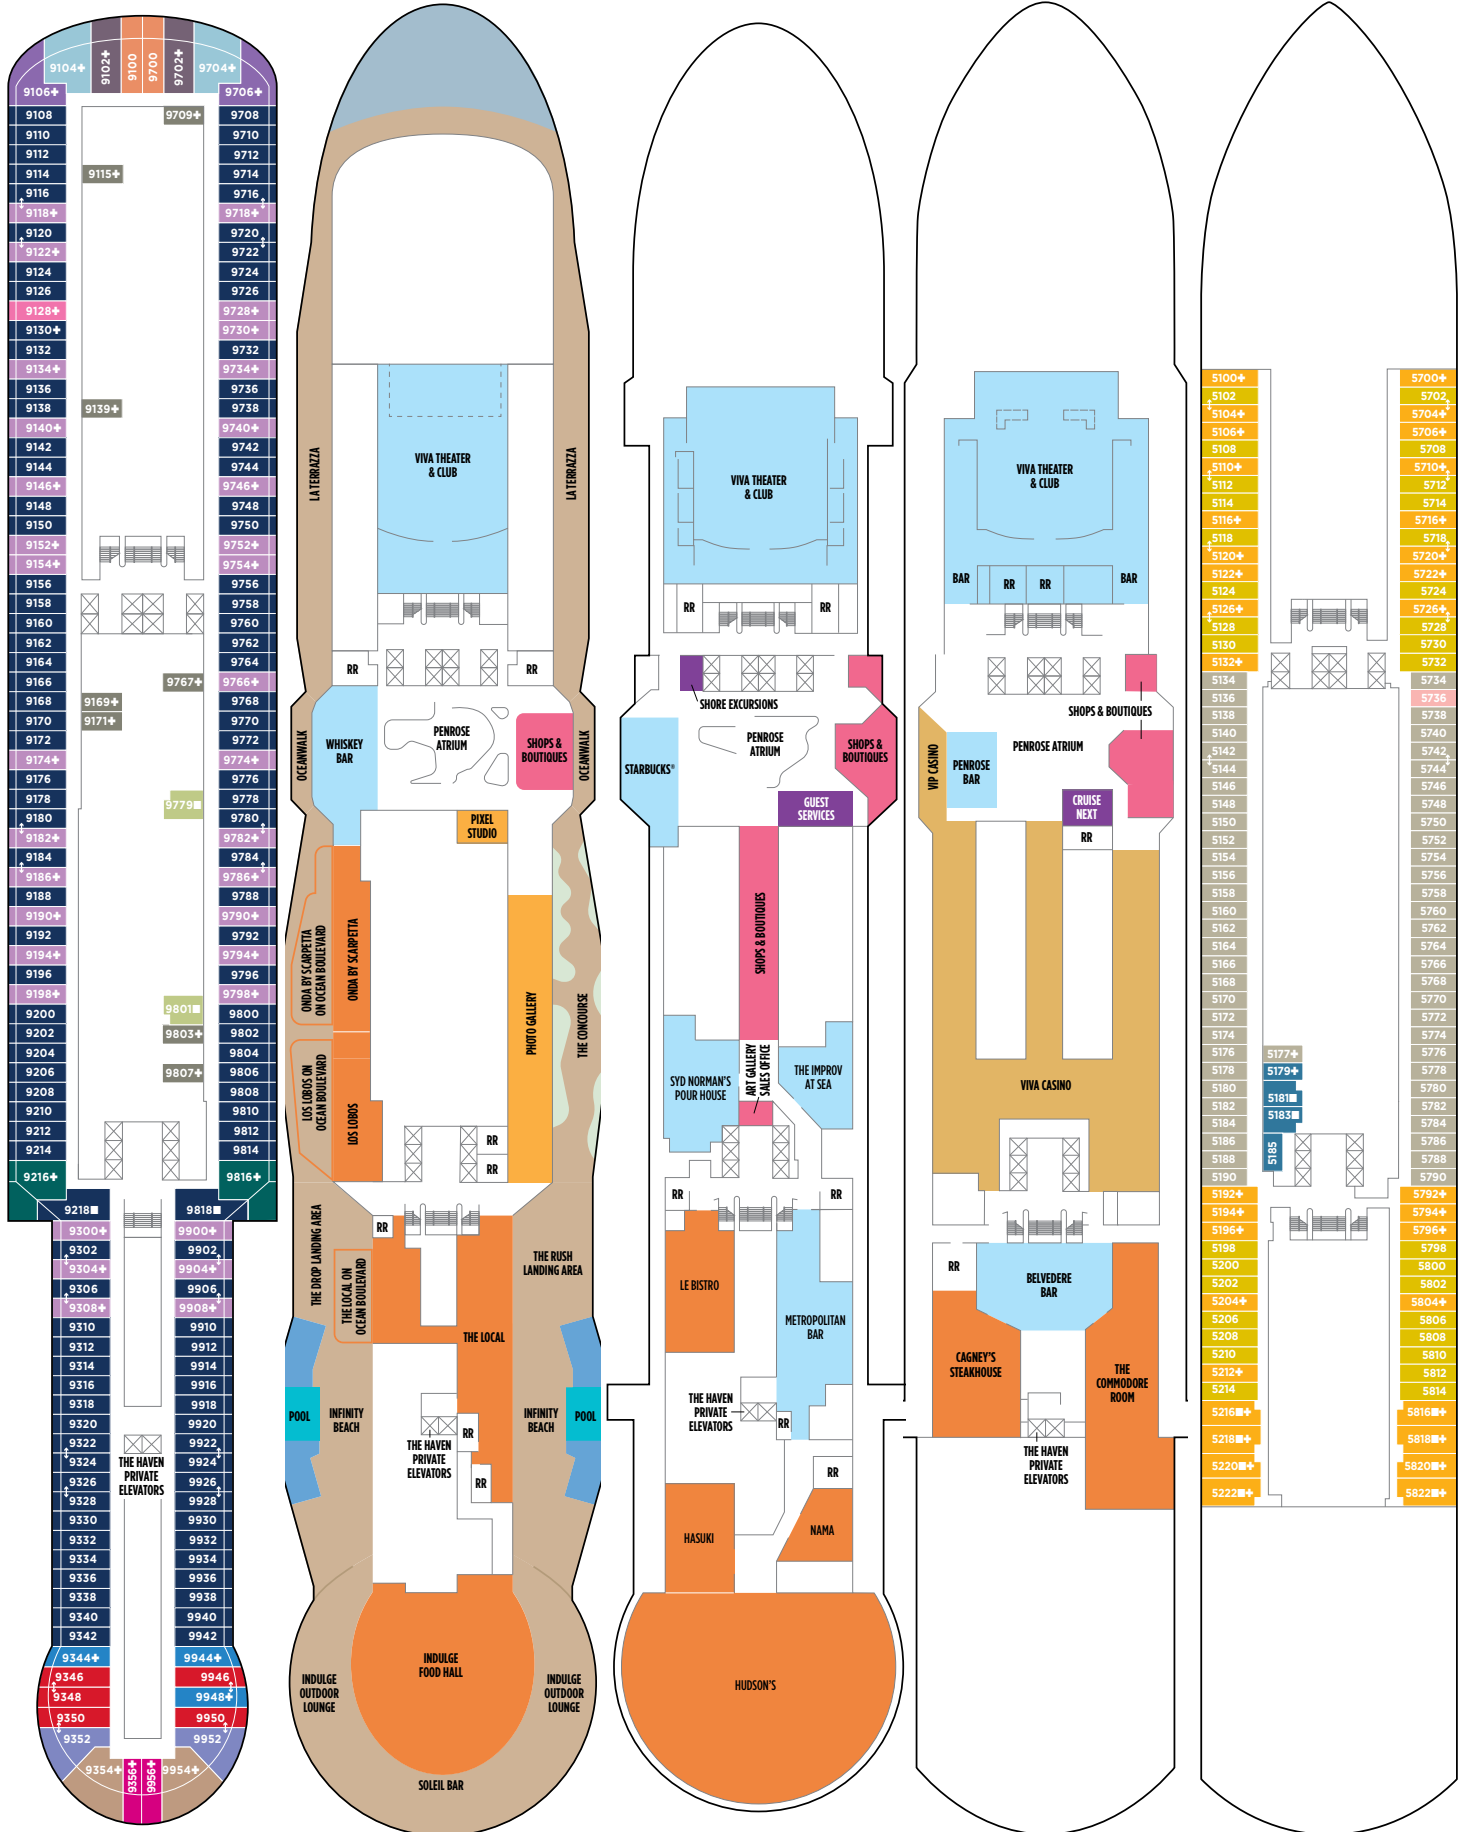 9104✚
9102✚
9100
9700
9702✚
9704✚
9106✚
9706✚
9108
9709✚
9708
9110
9710
9112
9712
9114
9115✚
9714
9116
9716
9118✚
9718✚
9120
9720
9122✚
9722
9124
9724
9126
9726
9128✚
9728✚
9130✚
9730✚
9132
9732
9134✚
9734✚
9136
9736
9138
9139✚
9738
9140✚
9740✚
9142
9742
9144
9744
9146✚
9746✚
9148
9748
9150
9750
9152✚
9752✚
9154✚
9754✚
9156
9756
9158
9758
9160
9760
9162
9762
9164
9764
9166
9767✚
9766✚
9168
9169✚
9768
9170
9171✚
9770
9172
9772
9174✚
9774✚
9176
9776
9178
9779■
9778
9180
9780
9182✚
9782✚
9184
9784
9186✚
9786✚
9188
9788
9190✚
9790✚
9192
9792
9194✚
9794✚
9196
9796
9198✚
9798✚
9200
9801■
9800
9202
9803✚
9802
9204
9804
9206
9807✚
9806
9208
9808
9210
9810
9212
9812
9214
9814
9216✚
9816✚
9218■
9818■
9300✚
9900✚
9302
9902
9304✚
9904✚
9306
9906
9308✚
9908✚
9310
9910
9312
9912
9314
9914
9316
9916
9318
9918
9320
9920
9322
9922
9324
9924
THE HAVEN
PRIVATE
ELEVATORS
9326
9926
9328
9928
9330
9930
9332
9932
9334
9934
9336
9936
9338
9938
9340
9940
9342
9942
9344✚
9944✚
9346
9946
9348
9948✚
9350
9950
9352
9952
9354✚
9356✚
9956✚
9954✚
LA TERRAZZA
VIVA THEATER
& CLUB
LA TERRAZZA
RR
RR
OCEANWALK
WHISKEY
BAR
PENROSE
ATRIUM
SHOPS &
BOUTIQUES
OCEANWALK
PIXEL
STUDIO
ONDA BY SCARPETTA
ON OCEAN BOULEVARD
ONDA BY SCARPETTA
PHOTO GALLERY
THE CONCOURSE
LOS LOBOS ON
OCEAN BOULEVARD
LOS LOBOS
RR
RR
THE DROP LANDING AREA
RR
THE LOCAL ON
OCEAN BOULEVARD
THE RUSH
LANDING AREA
THE LOCAL
POOL
INFINITY
BEACH
INFINITY
BEACH
POOL
RR
THE HAVEN
PRIVATE
ELEVATORS
RR
INDULGE
FOOD HALL
INDULGE
OUTDOOR
LOUNGE
INDULGE
OUTDOOR
LOUNGE
SOLEIL BAR
VIVA THEATER
& CLUB
RR
RR
SHORE EXCURSIONS
STARBUCKS®
PENROSE
ATRIUM
SHOPS &
BOUTIQUES
GUEST
SERVICES
SHOPS & BOUTIQUES
SYD NORMAN'S
POUR HOUSE
ART GALLERY
SALES OFFICE
THE IMPROV
AT SEA
RR
RR
LE BISTRO
METROPOLITAN
BAR
THE HAVEN
PRIVATE
ELEVATORS
RR
RR
HASUKI
NAMA
HUDSON'S
VIVA THEATER
& CLUB
BAR
RR
RR
BAR
SHOPS & BOUTIQUES
VIP CASINO
PENROSE
BAR
PENROSE ATRIUM
CRUISE
NEXT
RR
VIVA CASINO
RR
BELVEDERE
BAR
CAGNEY'S
STEAKHOUSE
THE
COMMODORE
ROOM
THE HAVEN
PRIVATE
ELEVATORS
5100✚
5700✚
5102
5702
5104✚
5704✚
5106✚
5706✚
5108
5708
5110✚
5710✚
5112
5712
5114
5714
5116✚
5716✚
5118
5718
5120✚
5720✚
5122✚
5722✚
5124
5724
5126✚
5726✚
5128
5728
5130
5730
5132✚
5732
5134
5734
5136
5736
5138
5738
5140
5740
5142
5742
5144
5744
5146
5746
5148
5748
5150
5750
5152
5752
5154
5754
5156
5756
5158
5758
5160
5760
5162
5762
5164
5764
5166
5766
5168
5768
5170
5770
5172
5772
5174
5774
5176
5177✚
5776
5178
5179✚
5778
5180
5181■
5780
5182
5183■
5782
5184
5784
5186
5185
5786
5188
5788
5190
5790
5192✚
5792✚
5194✚
5794✚
5196✚
5796✚
5198
5798
5200
5800
5202
5802
5204✚
5804✚
5206
5806
5208
5808
5210
5810
5212✚
5812
5214
5814
5216■✚
5816■✚
5218■✚
5818■✚
5220■✚
5820■✚
5222■✚
5822■✚